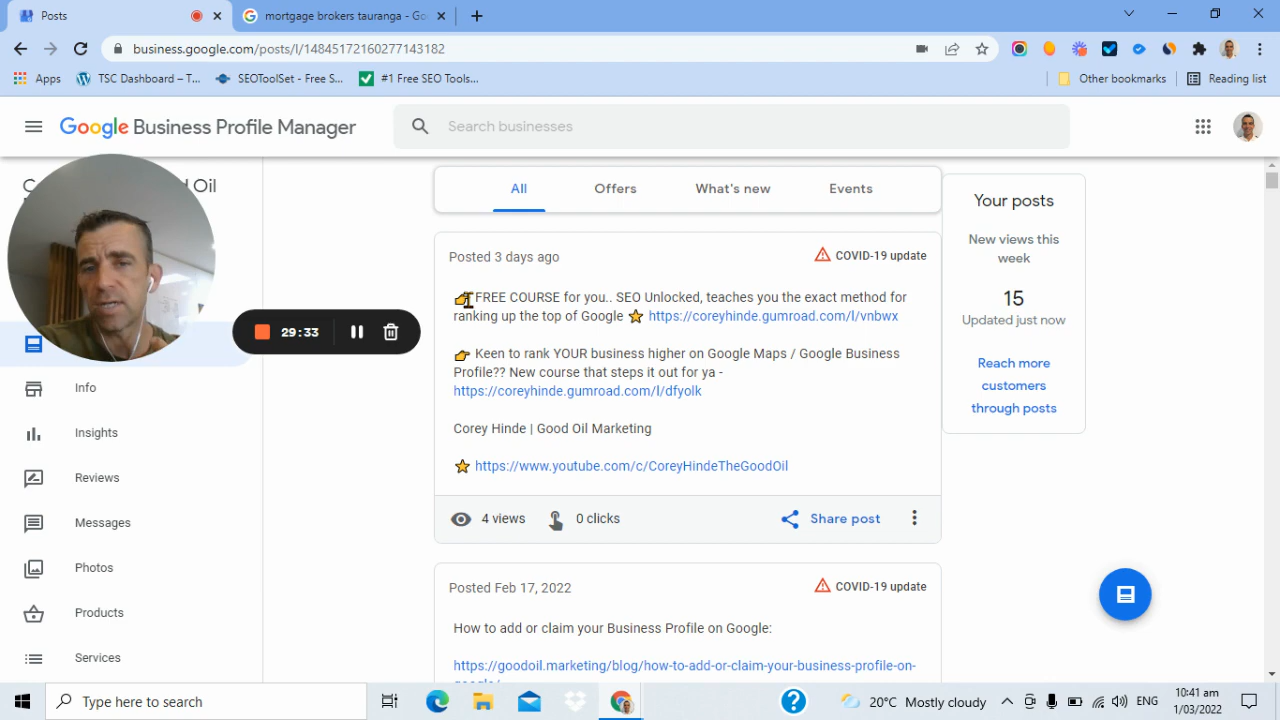 Posts
mortgage brokers tauranga - Go
business.google.com/posts/l/14845172160277143182
Apps
TSC Dashboard – T...
SEOToolSet - Free S...
#1 Free SEO Tools...
Other bookmarks
Reading list
Google Business Profile Manager
Search businesses
d Oil
29:33
Info
Insights
Reviews
Messages
Photos
Products
Services
All
Offers
What's new
Events
Posted 3 days ago
COVID-19 update
FREE COURSE for you.. SEO Unlocked, teaches you the exact method for
ranking up the top of Google ⭐ https://coreyhinde.gumroad.com/l/vnbwx
👉 Keen to rank YOUR business higher on Google Maps / Google Business
Profile?? New course that steps it out for ya -
https://coreyhinde.gumroad.com/l/dfyolk
Corey Hinde | Good Oil Marketing
⭐ https://www.youtube.com/c/CoreyHindeTheGoodOil
4 views
0 clicks
Share post
Posted Feb 17, 2022
COVID-19 update
How to add or claim your Business Profile on Google:
https://goodoil.marketing/blog/how-to-add-or-claim-your-business-profile-on-
Your posts
New views this
week
15
Updated just now
Reach more
customers
through posts
Type here to search
20°C Mostly cloudy
ENG
10:41 am
1/03/2022